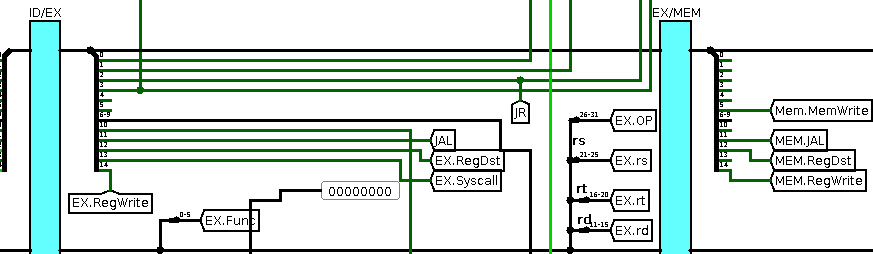 ID/EX
EX/MEM
0
1
2
3
4
5
6-9
10
11
12
13
14
JR
JAL
EX.RegDst
EX.Syscall
EX.RegWrite
00000000
0-5
EX.Func
26-31
EX.OP
rs
21-25
EX.rs
rt
16-20
EX.rt
rd
11-15
EX.rd
0
1
2
3
4
5
6-9
10
11
12
13
14
Mem.MemWrite
MEM.JAL
MEM.RegDst
MEM.RegWrite